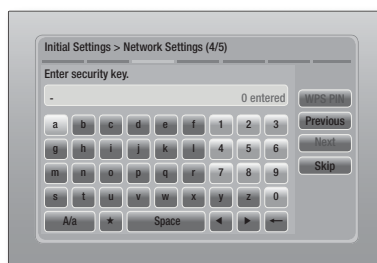 Initial Settings > Network Settings (4/5)
Enter security key.
- 0 entered
WPS PIN
a b c d e f 1 2 3
Previous
g h i j k l 4 5 6
Next
m n o p q r 7 8 9
Skip
s t u v w x y z 0
A/a ★ Space ◄ ► ←